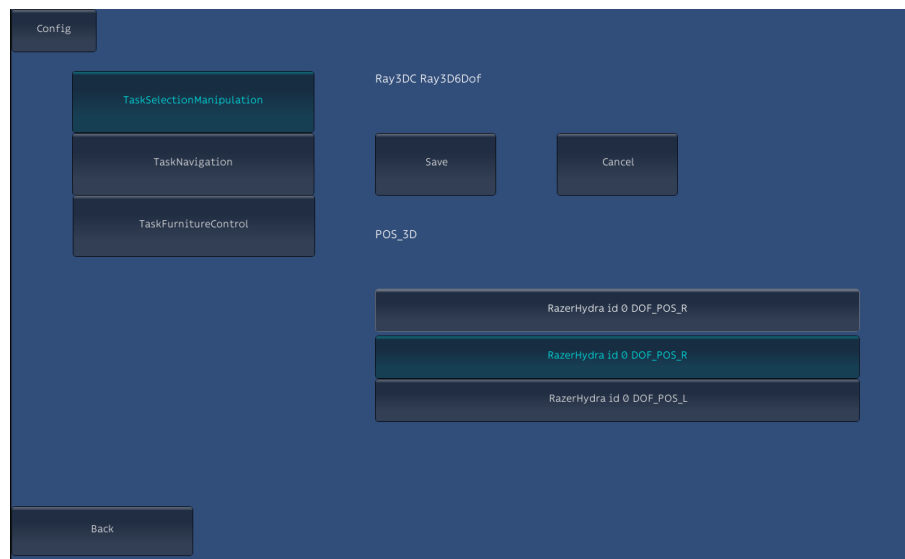 Config
TaskSelectionManipulation
TaskNavigation
TaskFurnitureControl
Ray3DC Ray3D6Dof
Save
Cancel
POS_3D
RazerHydra id 0 DOF_POS_R
RazerHydra id 0 DOF_POS_R
RazerHydra id 0 DOF_POS_L
Back